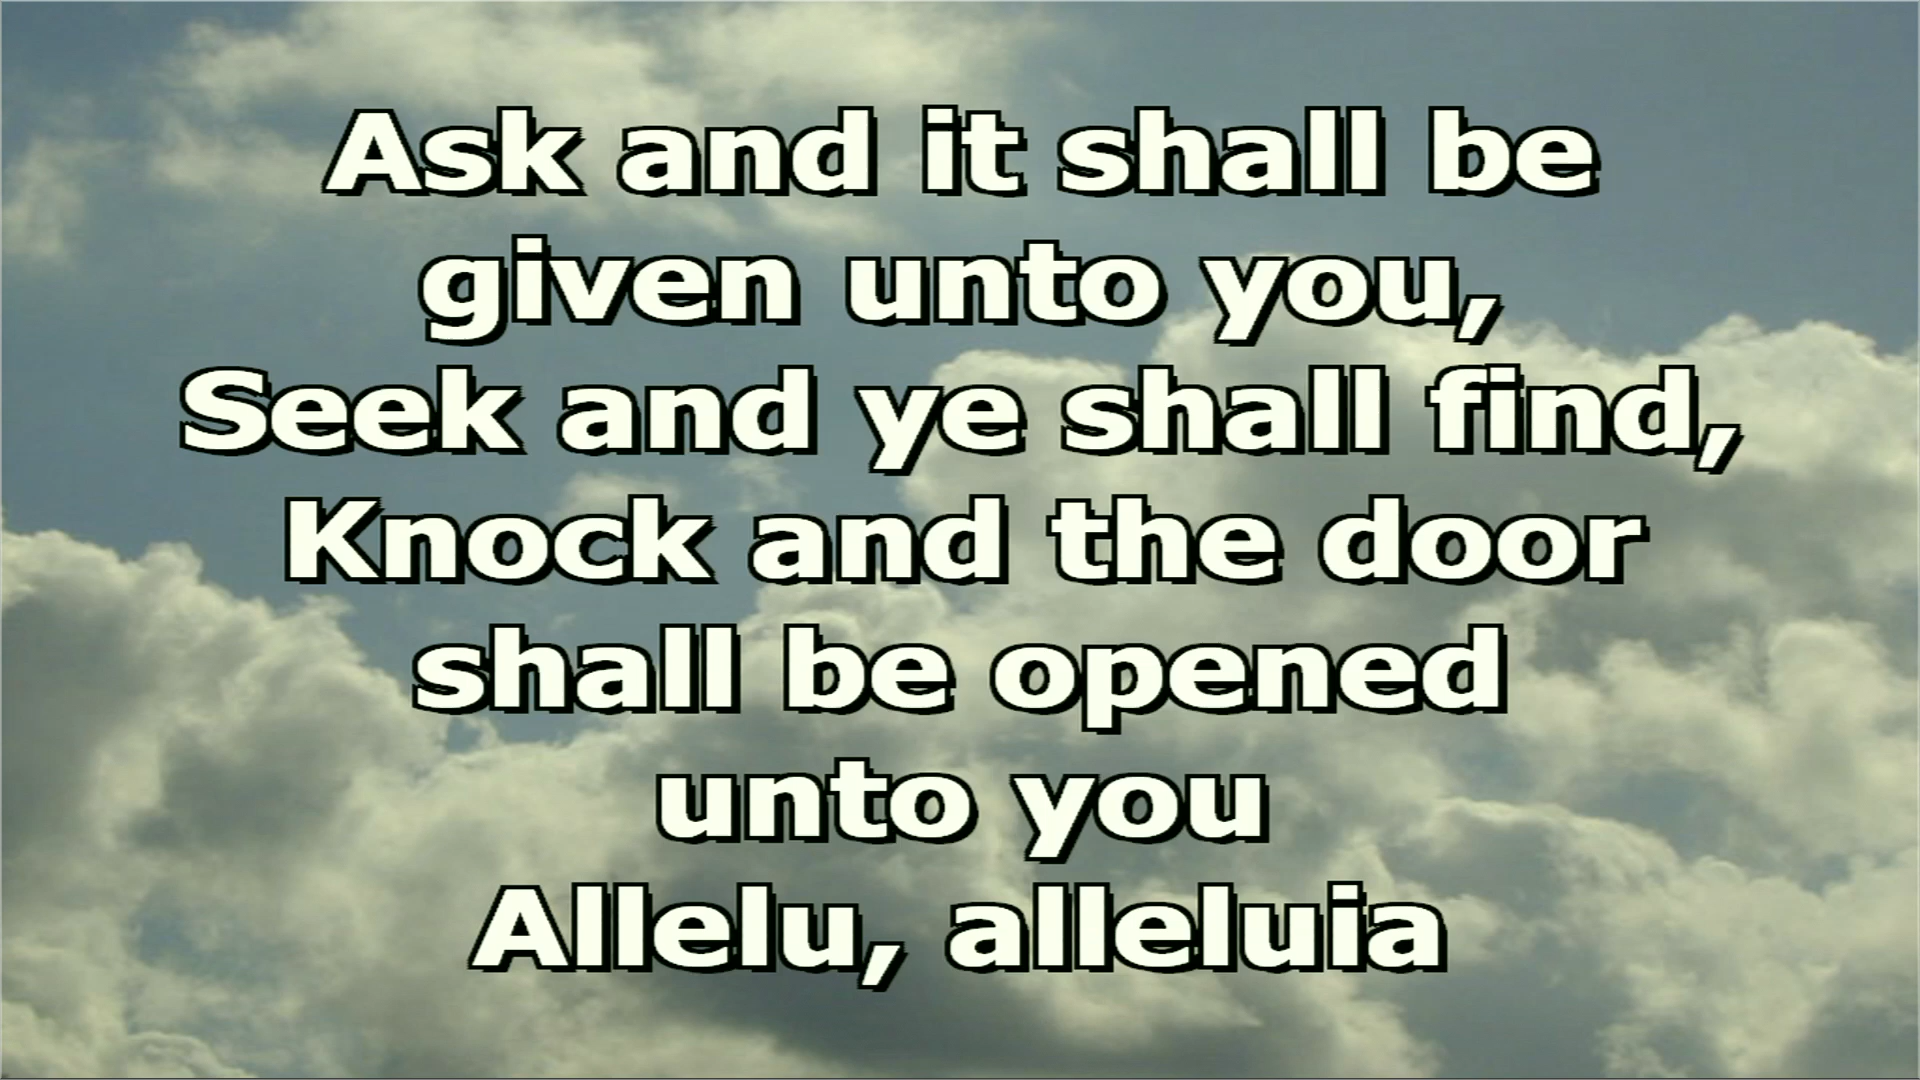 Ask and it shall be
given unto you,
Seek and ye shall find,
Knock and the door
shall be opened
unto you
Allelu, alleluia